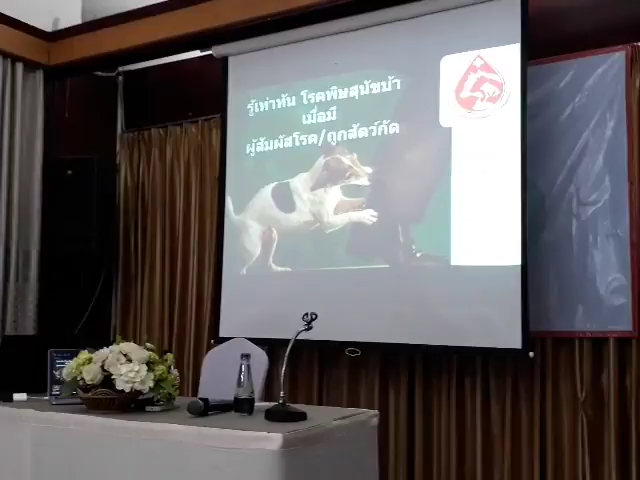 รู้เท่าทัน โรคพิษสุนัขบ้า
เมื่อมี
ผู้สัมผัสโรค/ถูกสัตว์กัด